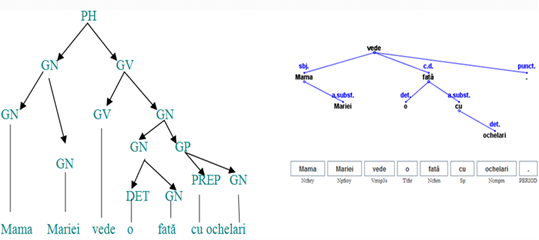 PH
GN GV
GN GV GN
GN GN GP
DET GN PREP GN
Mama Mariei vede o fată cu ochelari
vede
sbj. c.d. punct.
Mama fată .
a.subst. det. a.subst.
Mariei o cu
det.
ochelari
Mama Mariei vede o fată cu ochelari .
Ncfsry Npfsoy Vmip3s Tifsr Ncfsrn Sp Ncmprn PERIOD